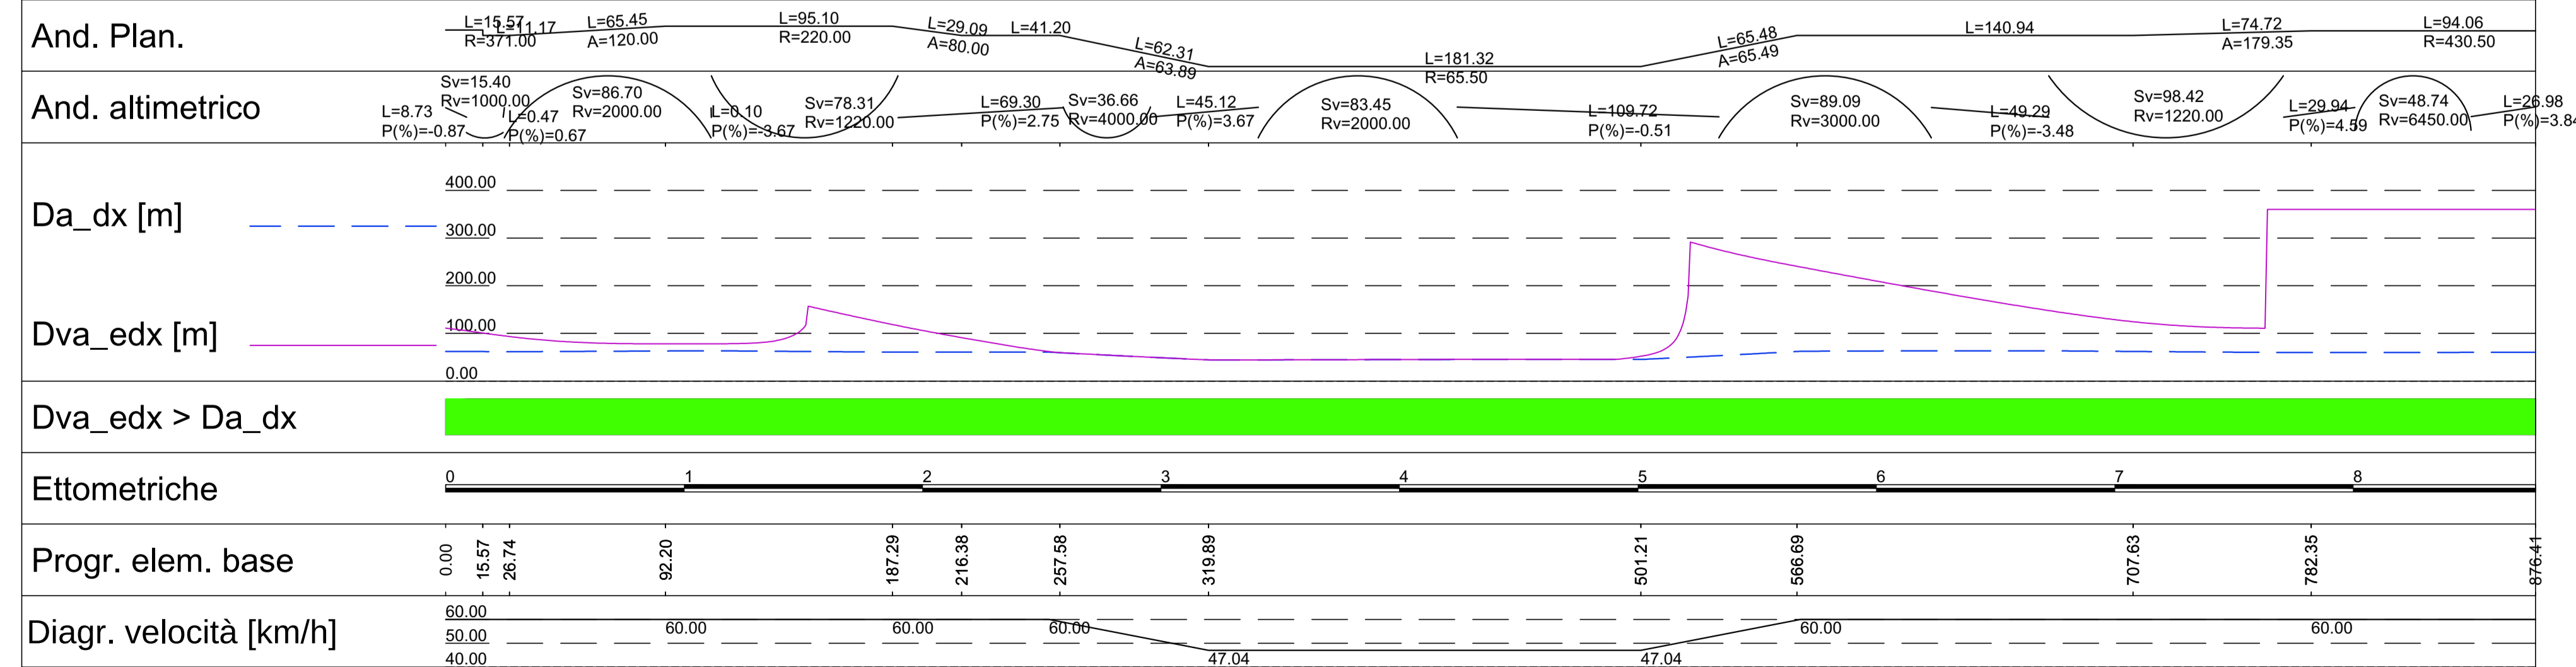 And. Plan.
L=15.57
R=371.00
L=11.17
L=65.45
A=120.00
L=95.10
R=220.00
L=29.09
A=80.00
L=41.20
L=62.31
A=63.89
L=181.32
R=65.50
L=65.48
A=65.49
L=140.94
L=74.72
A=179.35
L=94.06
R=430.50
And. altimetrico
L=8.73
P(%)=-0.87
Sv=15.40
Rv=1000.00
L=0.47
P(%)=0.67
Sv=86.70
Rv=2000.00
L=0.10
P(%)=-3.67
Sv=78.31
Rv=1220.00
L=69.30
P(%)=2.75
Sv=36.66
Rv=4000.00
L=45.12
P(%)=3.67
Sv=83.45
Rv=2000.00
L=109.72
P(%)=-0.51
Sv=89.09
Rv=3000.00
L=49.29
P(%)=-3.48
Sv=98.42
Rv=1220.00
L=29.94
P(%)=4.59
Sv=48.74
Rv=6450.00
L=26.98
P(%)=3.84
Da_dx [m]
Dva_edx [m]
400.00
300.00
200.00
100.00
0.00
Dva_edx > Da_dx
Ettometriche
0 1 2 3 4 5 6 7 8
Progr. elem. base
0.00
15.57
26.74
92.20
187.29
216.38
257.58
319.89
501.21
566.69
707.63
782.35
876.41
Diagr. velocità [km/h]
60.00
50.00
40.00
60.00 60.00 60.00 47.04 47.04 60.00 60.00